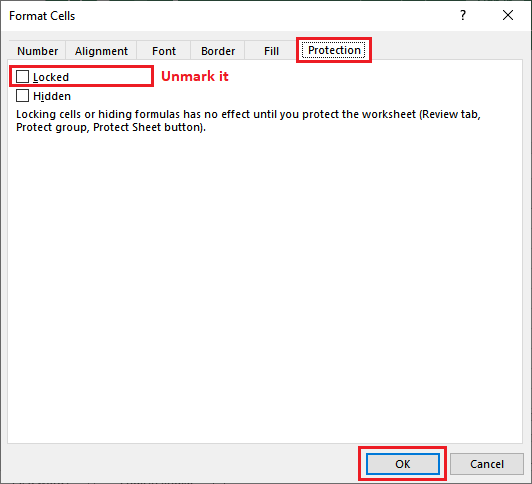 Format Cells
?
Number Alignment Font Border Fill Protection
Locked Unmark it
Hidden
Locking cells or hiding formulas has no effect until you protect the worksheet (Review tab,
Protect group, Protect Sheet button).
OK Cancel